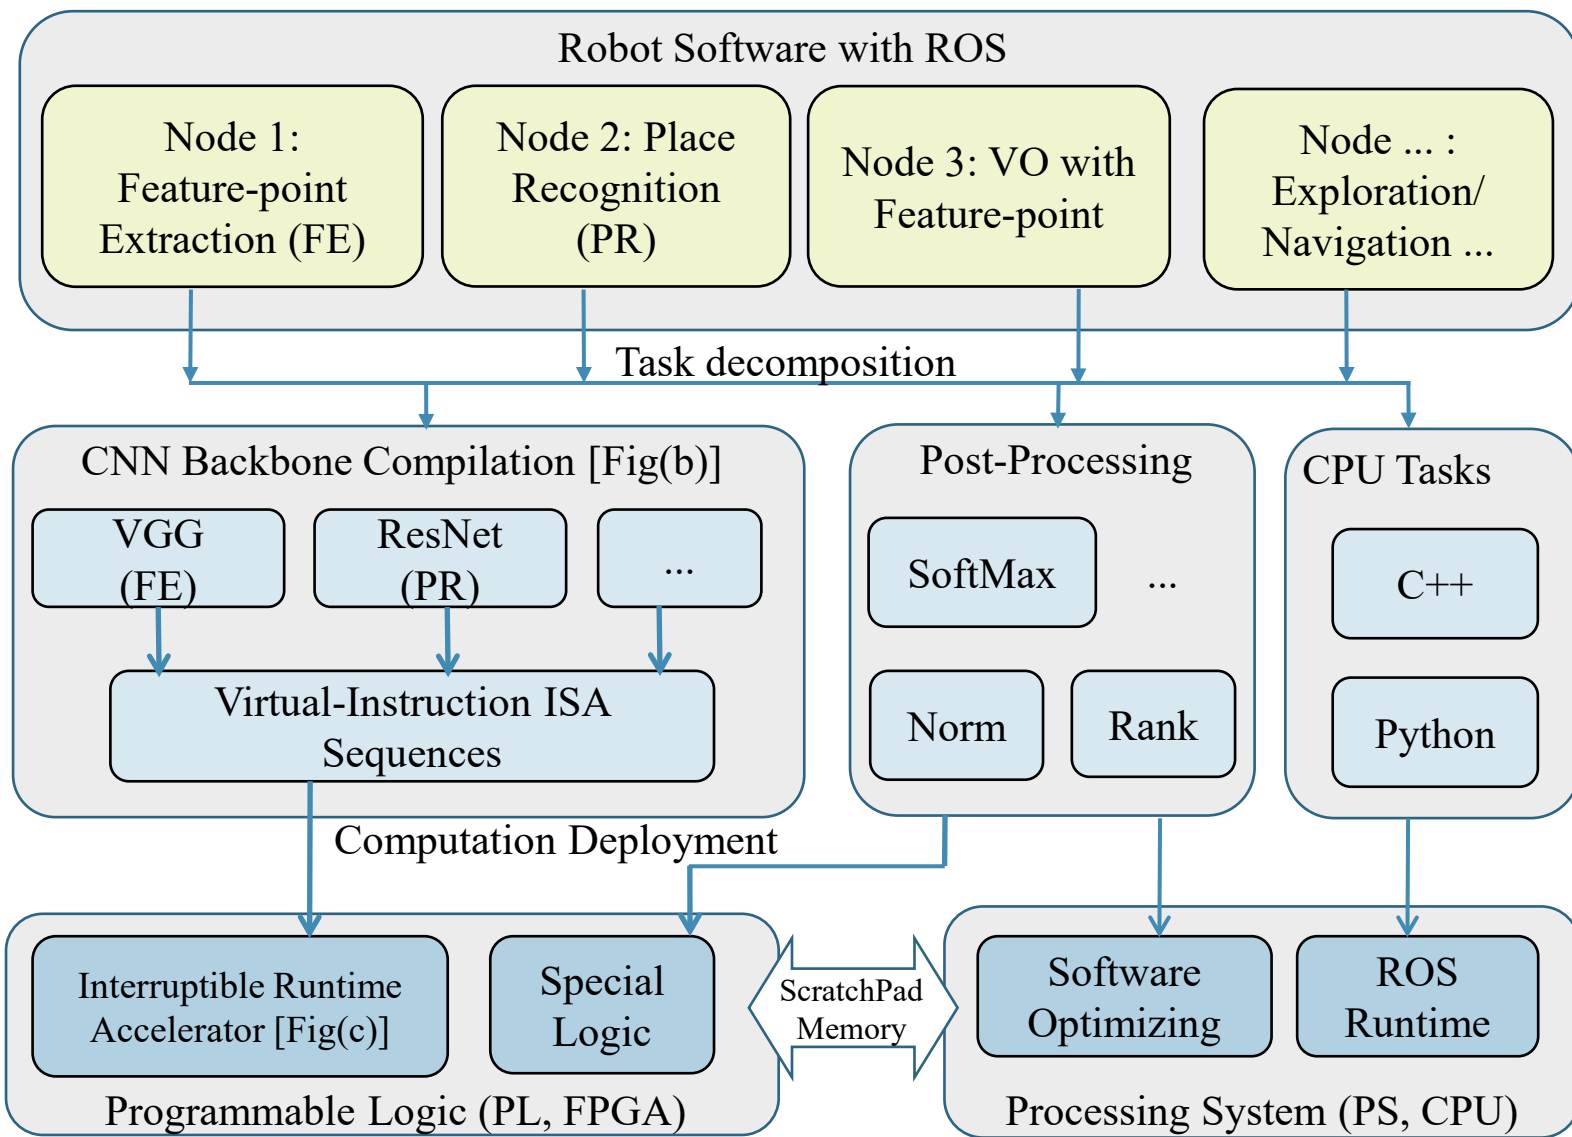 Robot Software with ROS
Node 1:
Feature-point
Extraction (FE)
Node 2: Place
Recognition
(PR)
Node 3: VO with
Feature-point
Node ... :
Exploration/
Navigation ...
Task decomposition
CNN Backbone Compilation [Fig(b)]
VGG
(FE)
ResNet
(PR)
...
Virtual-Instruction ISA
Sequences
Post-Processing
SoftMax
...
Norm
Rank
CPU Tasks
C++
Python
Computation Deployment
Interruptible Runtime
Accelerator [Fig(c)]
Special
Logic
Programmable Logic (PL, FPGA)
ScratchPad
Memory
Software
Optimizing
ROS
Runtime
Processing System (PS, CPU)